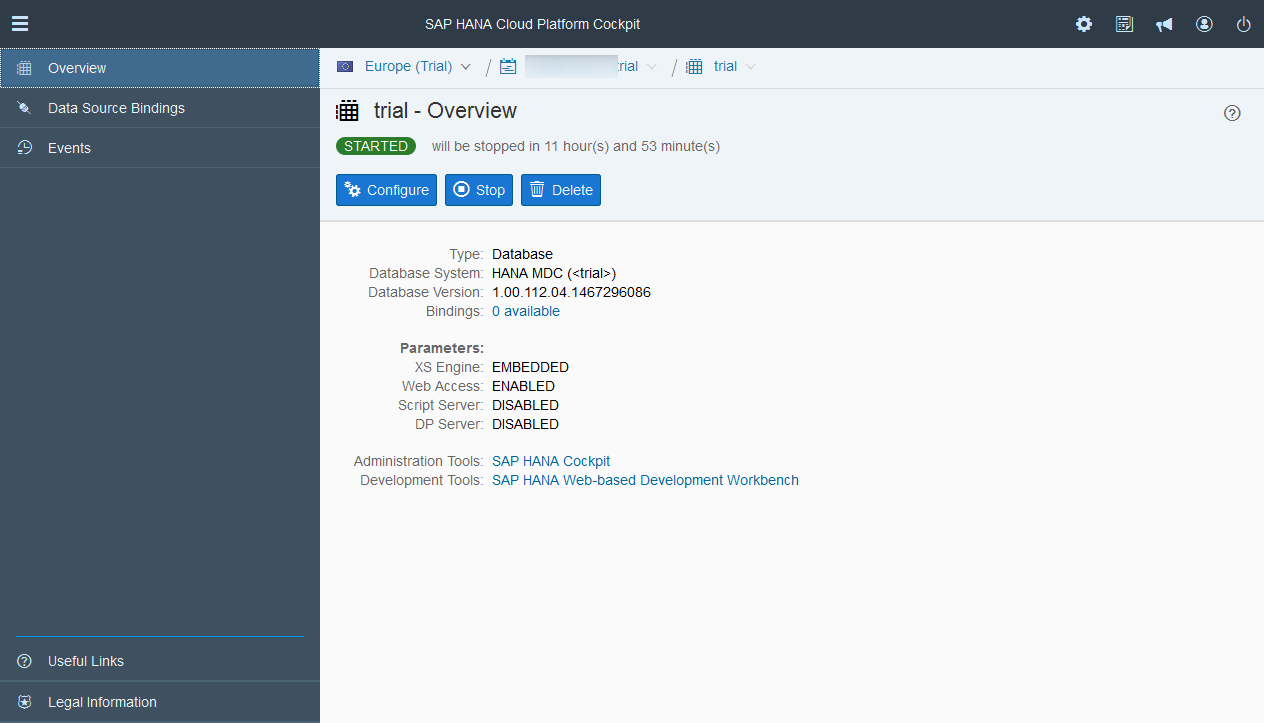 SAP HANA Cloud Platform Cockpit
Overview
Data Source Bindings
Events
Useful Links
Legal Information
Europe (Trial) / rial / trial
trial - Overview
STARTED will be stopped in 11 hour(s) and 53 minute(s)
Configure Stop Delete
Type: Database
Database System: HANA MDC (<trial>)
Database Version: 1.00.112.04.1467296086
Bindings: 0 available
Parameters:
XS Engine: EMBEDDED
Web Access: ENABLED
Script Server: DISABLED
DP Server: DISABLED
Administration Tools: SAP HANA Cockpit
Development Tools: SAP HANA Web-based Development Workbench